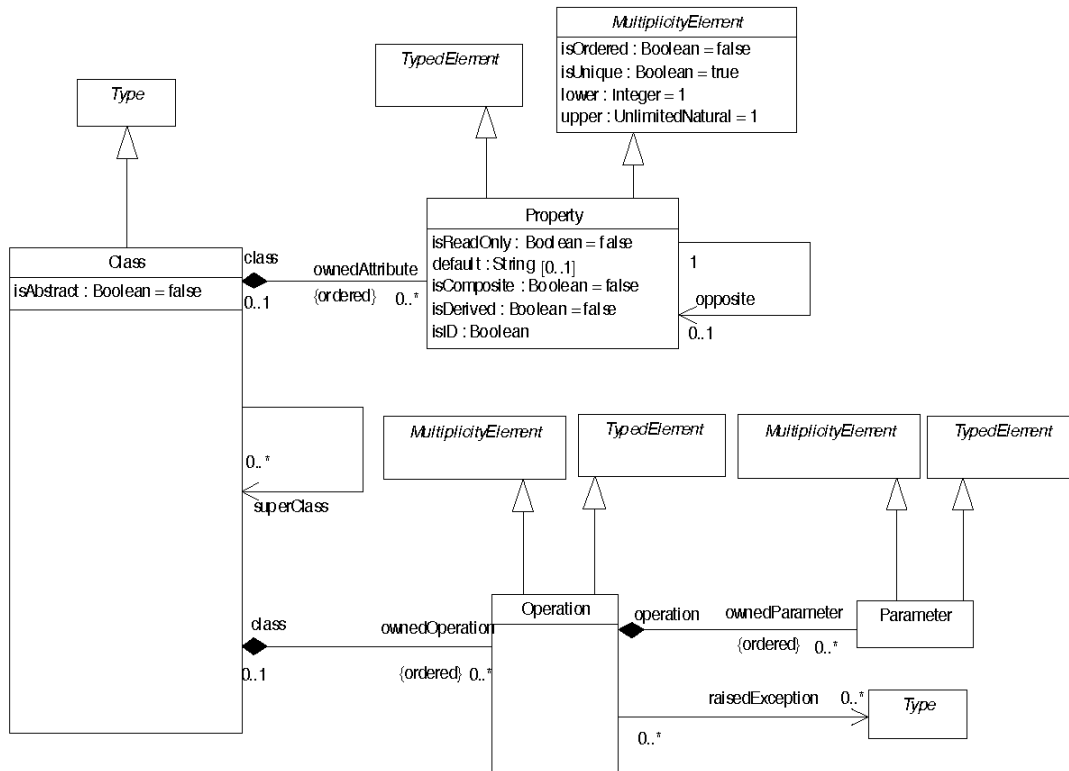 MultiplicityElement
isOrdered : Boolean = false
isUnique : Boolean = true
lower : Integer = 1
upper : UnlimitedNatural = 1
TypedElement
Type
Property
isReadOnly : Boolean = false
default : String [0..1]
isComposite : Boolean = false
isDerived : Boolean = false
isID : Boolean
Class
isAbstract : Boolean = false
class
0..1
ownedAttribute
{ordered} 0..*
1
opposite
0..1
0..*
superClass
MultiplicityElement
TypedElement
MultiplicityElement
TypedElement
Operation
class
0..1
ownedOperation
{ordered} 0..*
operation
ownedParameter
{ordered} 0..*
Parameter
raisedException 0..*
0..*
Type